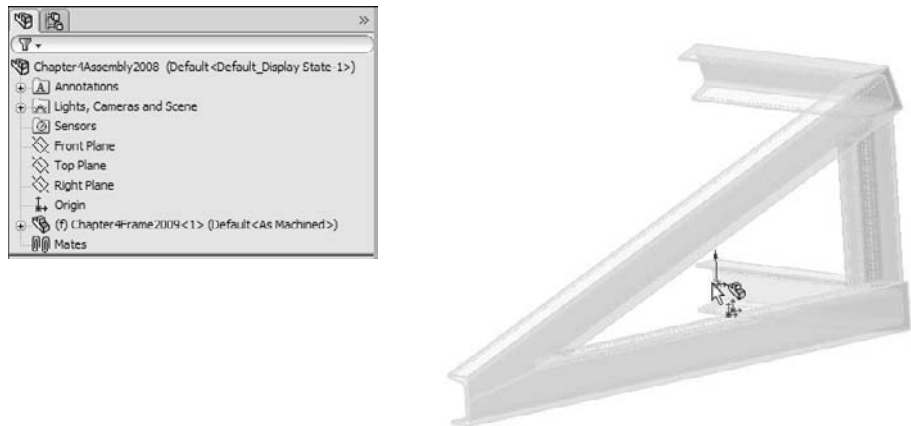 Chapter4Assembly2008 (Default<Default_Display State-1>)
Annotations
Lights, Cameras and Scene
Sensors
Front Plane
Top Plane
Right Plane
Origin
(f) Chapter4Frame2009<1> (Default<As Machined>)
Mates